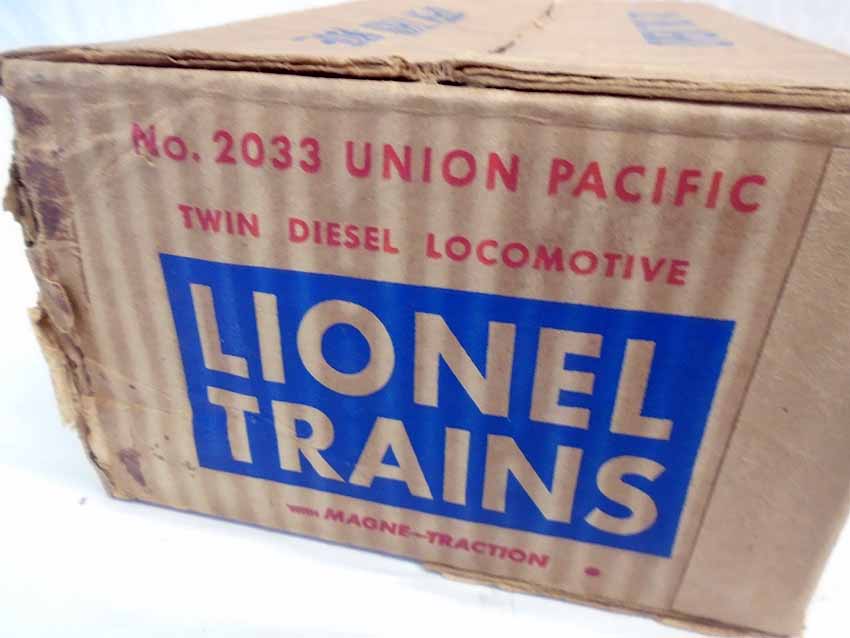 No. 2033 UNION PACIFIC
TWIN DIESEL LOCOMOTIVE
LIONEL
TRAINS
WITH MAGNE-TRACTION